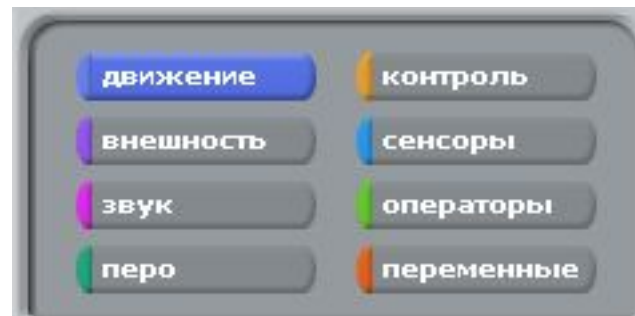 движение
контроль
внешность
сенсоры
звук
операторы
перо
переменные